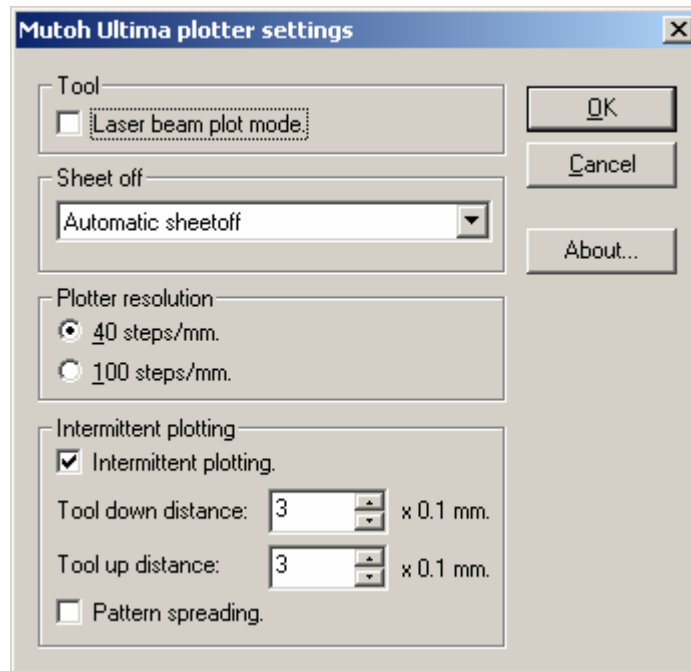 Mutoh Ultima plotter settings
Tool
Laser beam plot mode.
OK
Cancel
Sheet off
Automatic sheetoff
About...
Plotter resolution
40 steps/mm.
100 steps/mm.
Intermittent plotting
Intermittent plotting.
Tool down distance: 3 x 0.1 mm.
Tool up distance: 3 x 0.1 mm.
Pattern spreading.